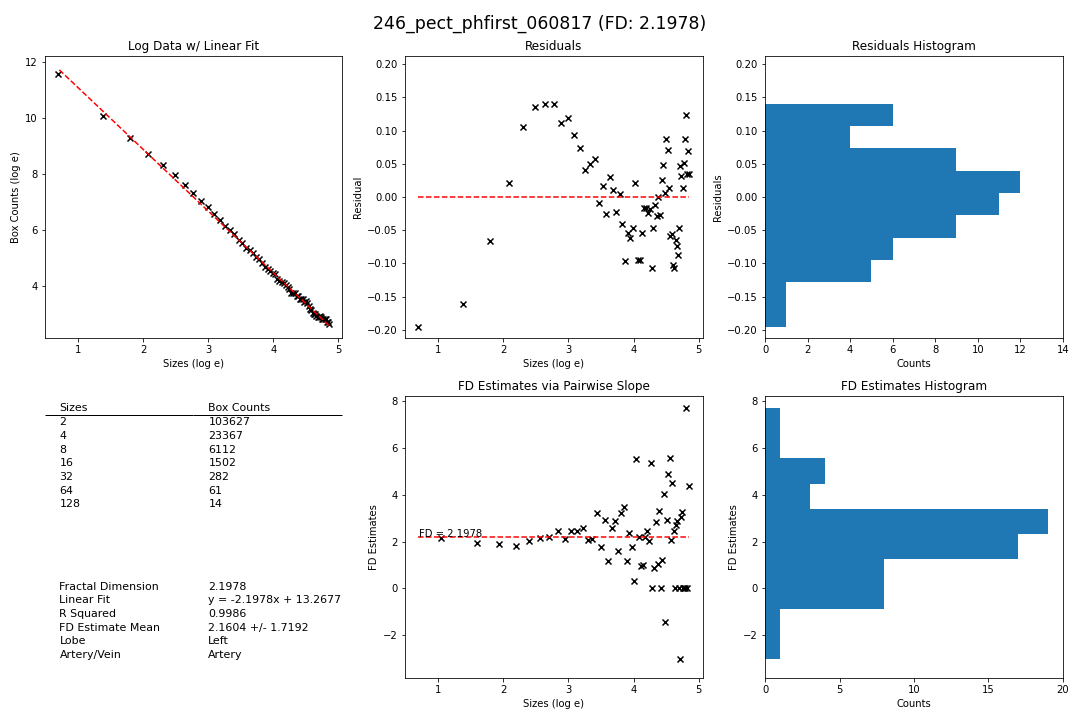 246_pect_phfirst_060817 (FD: 2.1978)
Log Data w/ Linear Fit
Box Counts (log e)
12
10
8
6
4
1 2 3 4 5
Sizes (log e)
Residuals
Residual
0.20
0.15
0.10
0.05
0.00
−0.05
−0.10
−0.15
−0.20
1 2 3 4 5
Sizes (log e)
Residuals Histogram
Residuals
0.20
0.15
0.10
0.05
0.00
−0.05
−0.10
−0.15
−0.20
0 2 4 6 8 10 12 14
Counts
Sizes Box Counts
2 103627
4 23367
8 6112
16 1502
32 282
64 61
128 14
Fractal Dimension 2.1978
Linear Fit y = -2.1978x + 13.2677
R Squared 0.9986
FD Estimate Mean 2.1604 +/- 1.7192
Lobe Left
Artery/Vein Artery
FD Estimates via Pairwise Slope
FD Estimates
8
6
4
2
0
−2
FD = 2.1978
1 2 3 4 5
Sizes (log e)
FD Estimates Histogram
FD Estimates
8
6
4
2
0
−2
0 5 10 15 20
Counts